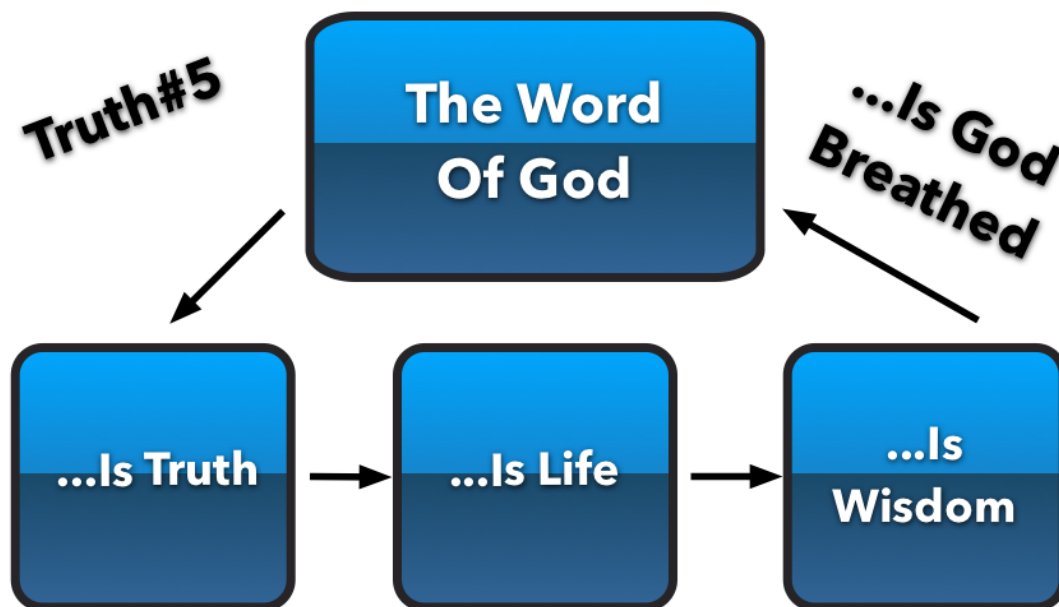 Truth#5
The Word
Of God
...Is God
Breathed
...Is Truth
...Is Life
...Is
Wisdom